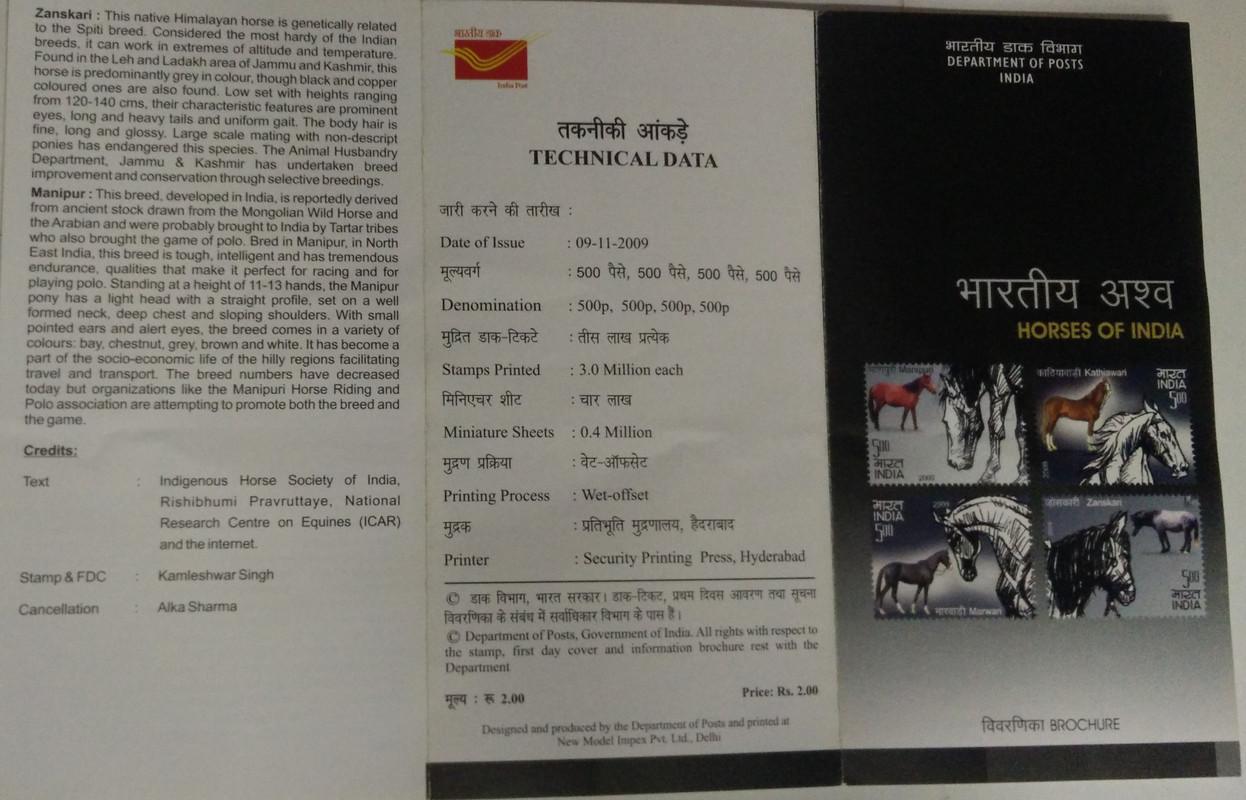 Zanskari : This native Himalayan horse is genetically related
to the Spiti breed. Considered the most hardy of the Indian
breeds, it can work in extremes of altitude and temperature.
Found in the Leh and Ladakh area of Jammu and Kashmir, this
horse is predominantly grey in colour, though black and copper
coloured ones are also found. Low set with heights ranging
from 120-140 cms, their characteristic features are prominent
eyes, long and heavy tails and uniform gait. The body hair is
fine, long and glossy. Large scale mating with non-descript
ponies has endangered this species. The Animal Husbandry
Department, Jammu & Kashmir has undertaken breed
improvement and conservation through selective breedings.
Manipur : This breed, developed in India, is reportedly derived
from ancient stock drawn from the Mongolian Wild Horse and
the Arabian and were probably brought to India by Tartar tribes
who also brought the game of polo. Bred in Manipur, in North
East India, this breed is tough, intelligent and has tremendous
endurance, qualities that make it perfect for racing and for
playing polo. Standing at a height of 11-13 hands, the Manipur
pony has a light head with a straight profile, set on a well
formed neck, deep chest and sloping shoulders. With small
pointed ears and alert eyes, the breed comes in a variety of
colours: bay, chestnut, grey, brown and white. It has become a
part of the socio-economic life of the hilly regions facilitating
travel and transport. The breed numbers have decreased
today but organizations like the Manipuri Horse Riding and
Polo association are attempting to promote both the breed and
the game.
Credits:
Text : Indigenous Horse Society of India,
Rishibhumi Pravruttaye, National
Research Centre on Equines (ICAR)
and the internet.
Stamp & FDC : Kamleshwar Singh
Cancellation : Alka Sharma
भारतीय डाक
India Post
तकनीकी आंकड़े
TECHNICAL DATA
जारी करने की तारीख :
Date of Issue : 09-11-2009
मूल्यवर्ग : 500 पैसे, 500 पैसे, 500 पैसे, 500 पैसे
Denomination : 500p, 500p, 500p, 500p
मुद्रित डाक-टिकटे : तीस लाख प्रत्येक
Stamps Printed : 3.0 Million each
मिनिएचर शीट : चार लाख
Miniature Sheets : 0.4 Million
मुद्रण प्रक्रिया : वेट-ऑफसेट
Printing Process : Wet-offset
मुद्रक : प्रतिभूति मुद्रणालय, हैदराबाद
Printer : Security Printing Press, Hyderabad
© डाक विभाग, भारत सरकार। डाक-टिकट, प्रथम दिवस आवरण तथा सूचना
विवरणिका के संबंध में सर्वाधिकार विभाग के पास है।
© Department of Posts, Government of India. All rights with respect to
the stamp, first day cover and information brochure rest with the
Department
मूल्य : रू 2.00 Price: Rs. 2.00
Designed and produced by the Department of Posts and printed at
New Model Impex Pvt. Ltd., Delhi
भारतीय डाक विभाग
DEPARTMENT OF POSTS
INDIA
भारतीय अश्व
HORSES OF INDIA
मणिपुरी Manipuri
500
भारत
INDIA
2009
काठियावाड़ी Kathiawari
भारत
INDIA
500
2009
भारत
INDIA
500
2009
मारवाड़ी Marwari
ज़ांसकारी Zanskari
500
भारत
INDIA
विवरणिका BROCHURE